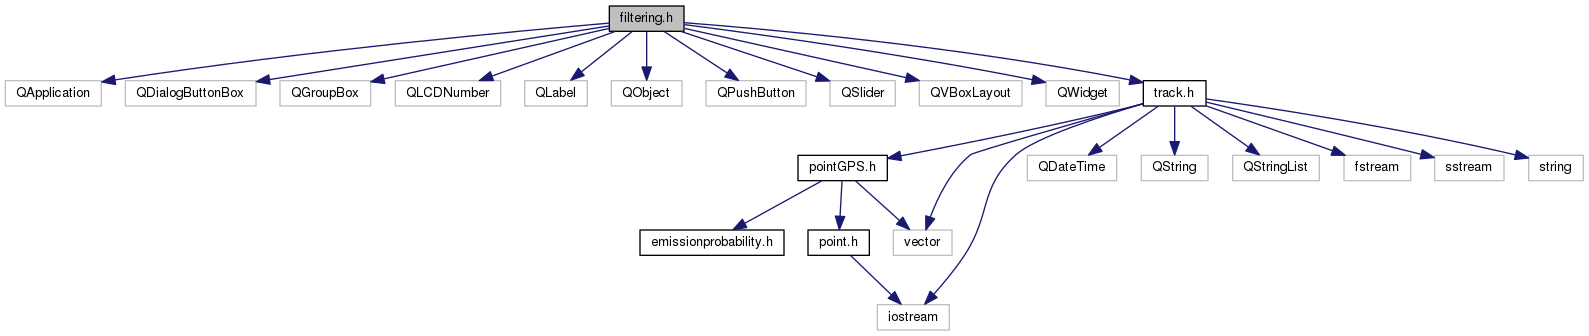 filtering.h
QApplication
QDialogButtonBox
QGroupBox
QLCDNumber
QLabel
QObject
QPushButton
QSlider
QVBoxLayout
QWidget
track.h
pointGPS.h
QDateTime
QString
QStringList
fstream
sstream
string
emissionprobability.h
point.h
vector
iostream